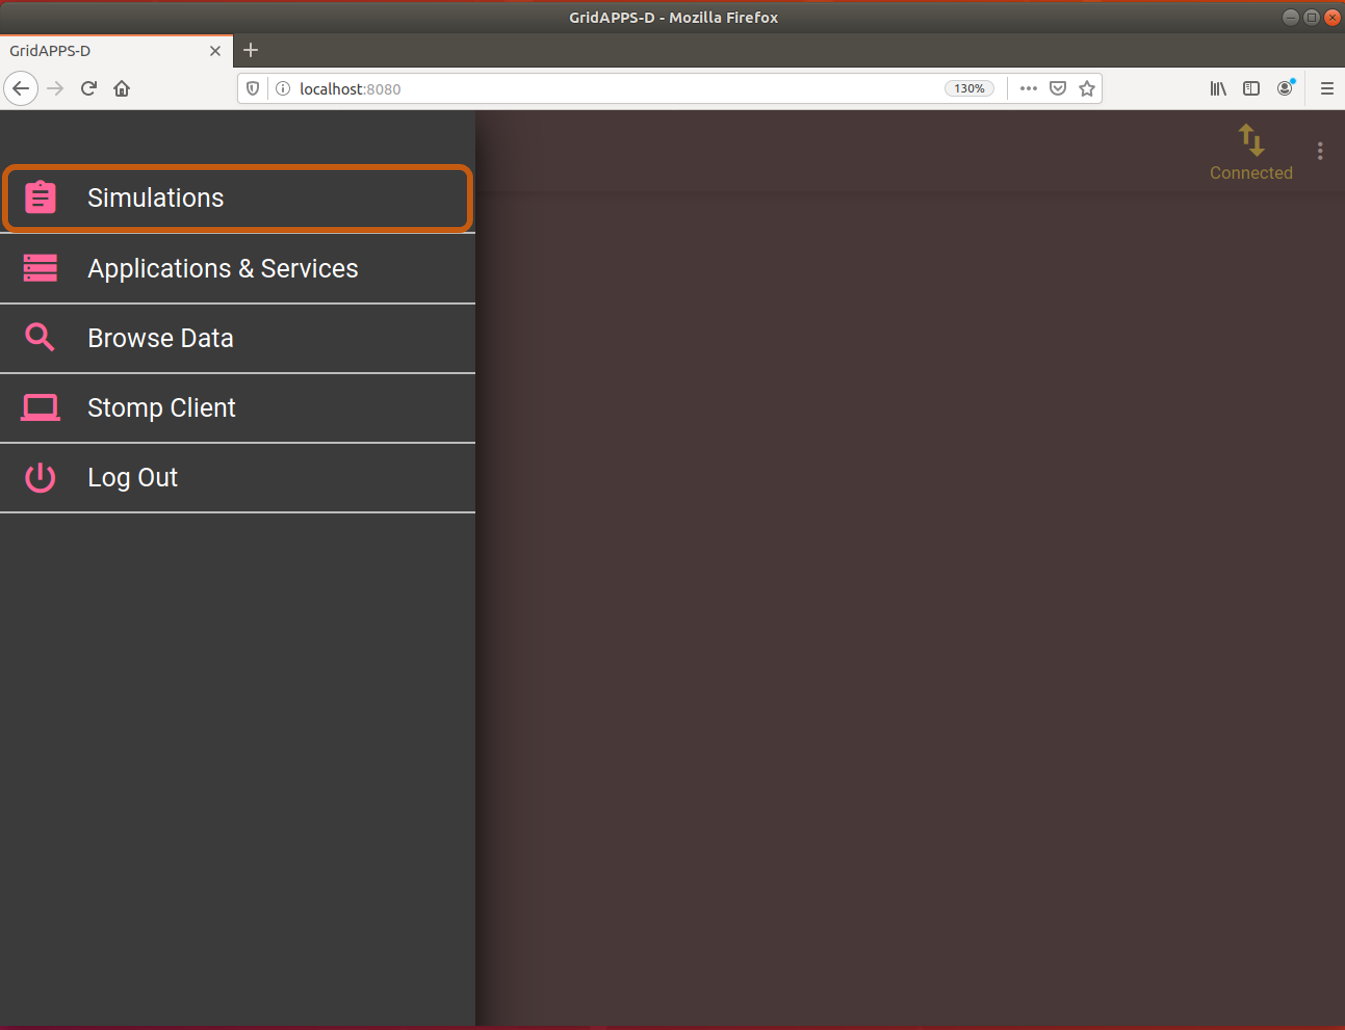 GridAPPS-D - Mozilla Firefox
GridAPPS-D
localhost:8080
130%
Connected
Simulations
Applications & Services
Browse Data
Stomp Client
Log Out